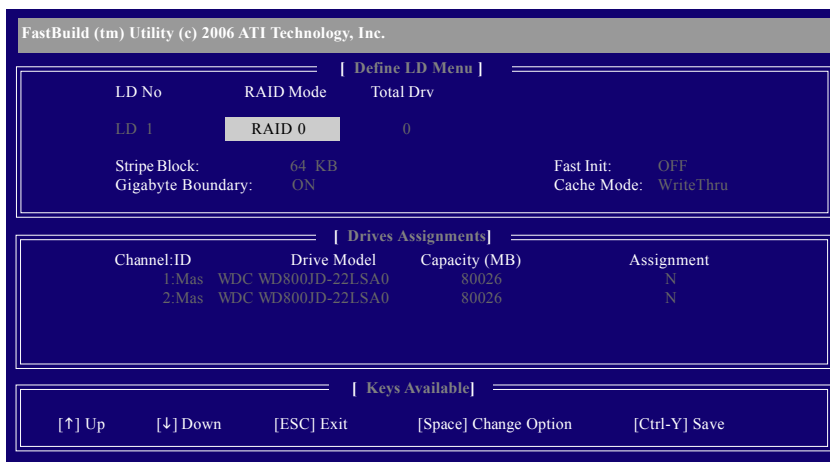 FastBuild (tm) Utility (c) 2006 ATI Technology, Inc.
[ Define LD Menu ]
LD No RAID Mode Total Drv
LD 1 RAID 0 0
Stripe Block: 64 KB Fast Init: OFF
Gigabyte Boundary: ON Cache Mode: WriteThru
[ Drives Assignments]
Channel:ID Drive Model Capacity (MB) Assignment
1:Mas WDC WD800JD-22LSA0 80026 N
2:Mas WDC WD800JD-22LSA0 80026 N
[ Keys Available]
[↑] Up [↓] Down [ESC] Exit [Space] Change Option [Ctrl-Y] Save